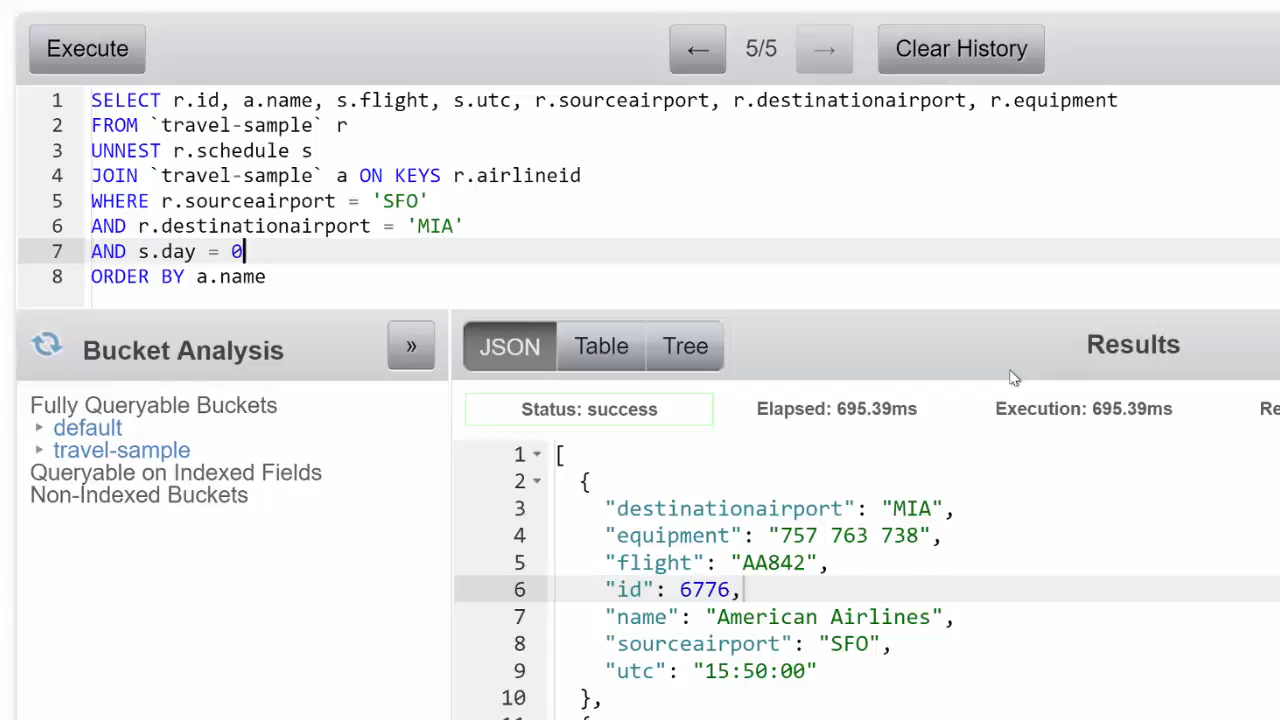 Execute ← 5/5 → Clear History
1 SELECT r.id, a.name, s.flight, s.utc, r.sourceairport, r.destinationairport, r.equipment
2 FROM `travel-sample` r
3 UNNEST r.schedule s
4 JOIN `travel-sample` a ON KEYS r.airlineid
5 WHERE r.sourceairport = 'SFO'
6 AND r.destinationairport = 'MIA'
7 AND s.day = 0
8 ORDER BY a.name
Bucket Analysis »
Fully Queryable Buckets
default
travel-sample
Queryable on Indexed Fields
Non-Indexed Buckets
JSON Table Tree Results
Status: success Elapsed: 695.39ms Execution: 695.39ms
1 [
2 {
3 "destinationairport": "MIA",
4 "equipment": "757 763 738",
5 "flight": "AA842",
6 "id": 6776,
7 "name": "American Airlines",
8 "sourceairport": "SFO",
9 "utc": "15:50:00"
10 },